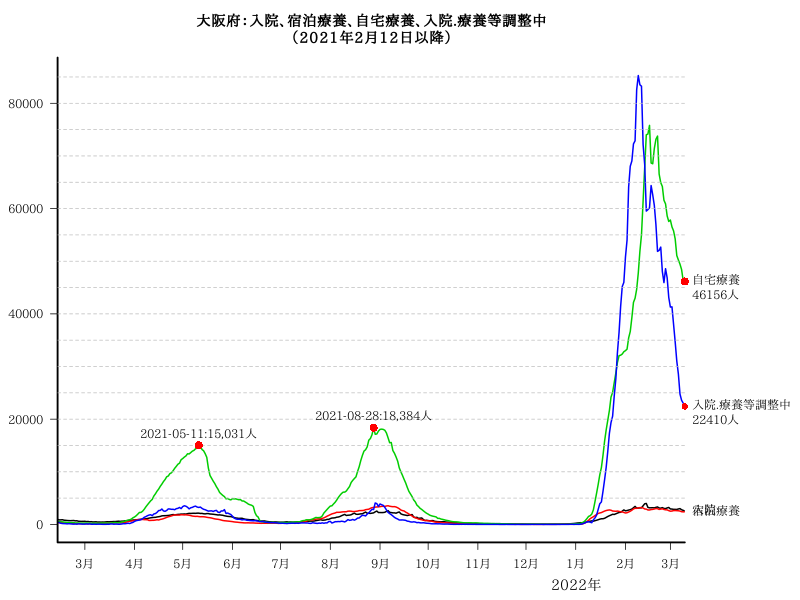 大阪府：入院、宿泊療養、自宅療養、入院.療養等調整中
（2021年2月12日以降）
80000
60000
40000
20000
0
2021-05-11:15,031人
2021-08-28:18,384人
自宅療養
46156人
入院.療養等調整中
22410人
宿泊療養
3月
4月
5月
6月
7月
8月
9月
10月
11月
12月
1月
2月
3月
2022年